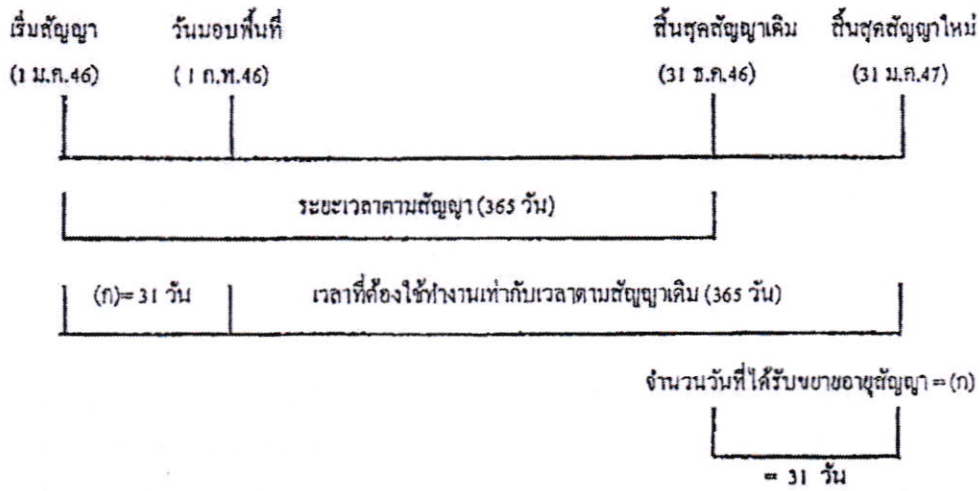 เริ่มสัญญา วันมอบพื้นที่ สิ้นสุดสัญญาเดิม สิ้นสุดสัญญาใหม่
(1 ม.ค.46) (1 ก.พ.46) (31 ธ.ค.46) (31 ม.ค.47)
ระยะเวลาตามสัญญา (365 วัน)
(ก)= 31 วัน เวลาที่ต้องใช้ทำงานเท่ากับเวลาตามสัญญาเดิม (365 วัน)
จำนวนวันที่ได้รับขยายอายุสัญญา = (ก)
= 31 วัน